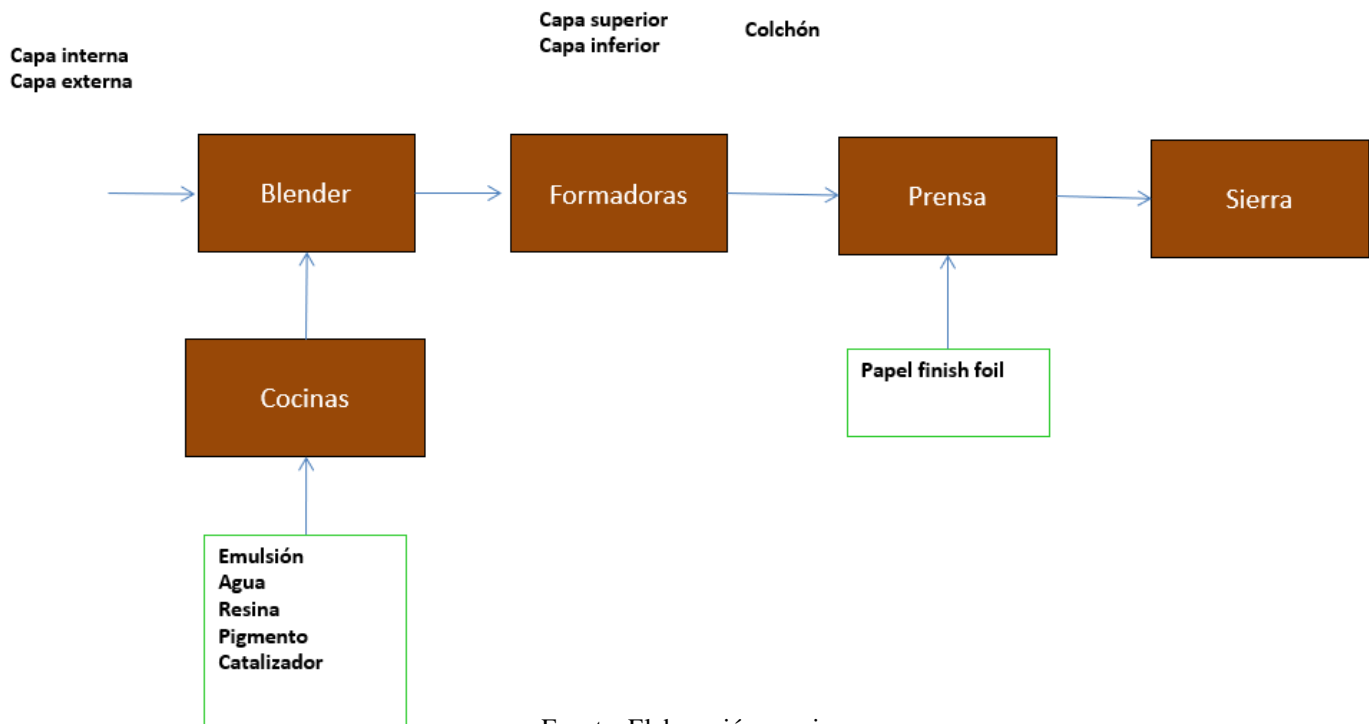 Capa superior
Capa inferior
Colchón
Capa interna
Capa externa
Blender
Formadoras
Prensa
Sierra
Cocinas
Papel finish foil
Emulsión
Agua
Resina
Pigmento
Catalizador